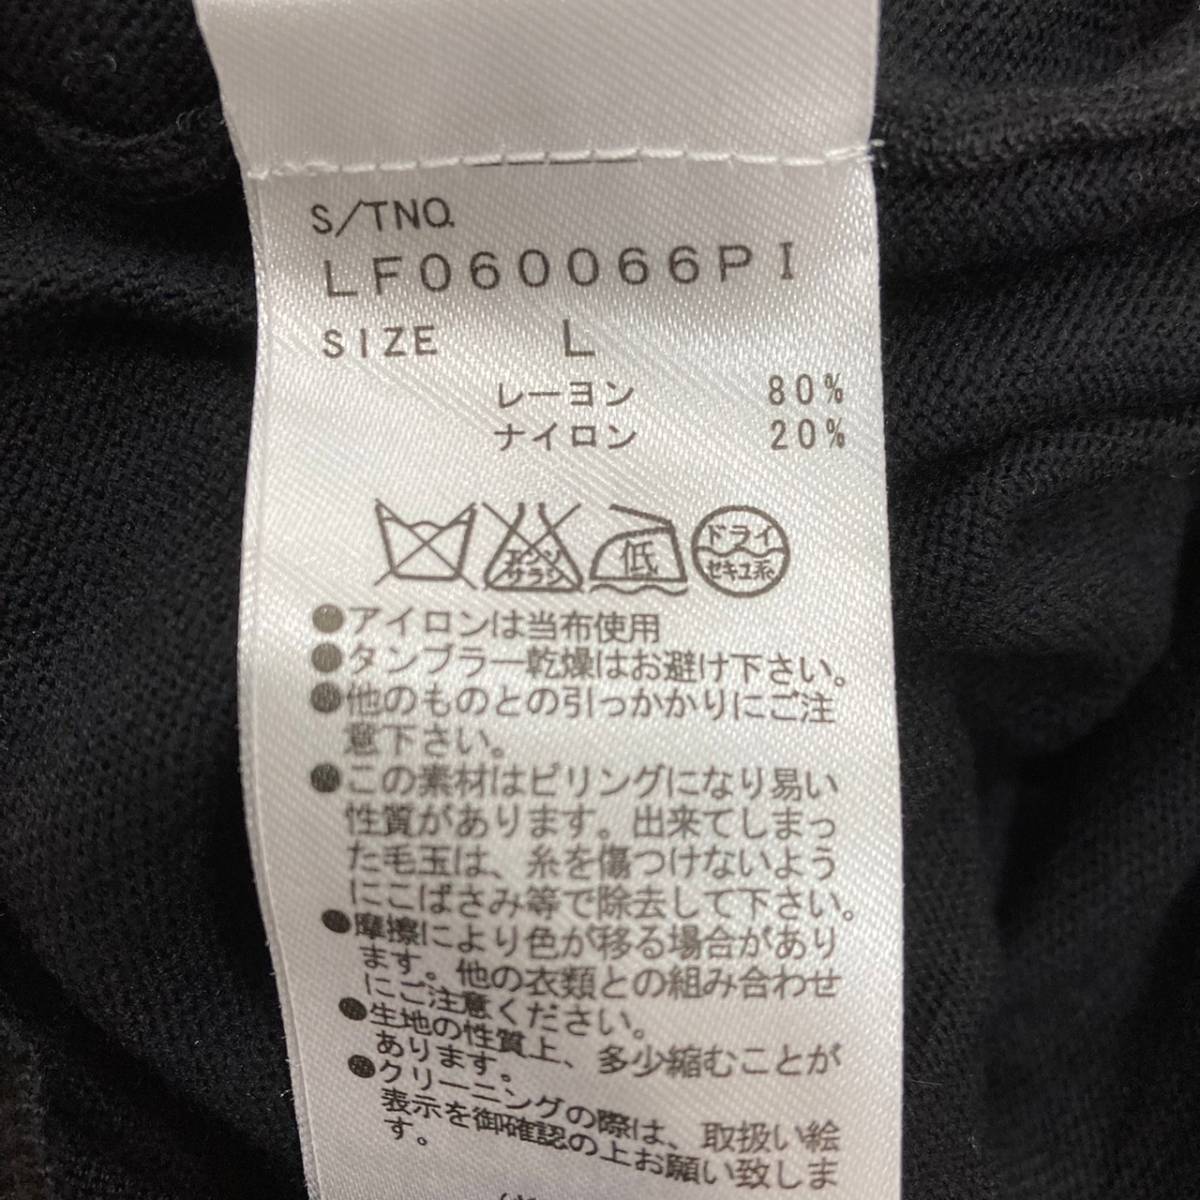 S/TNO.
LF060066PI
SIZE L
レーヨン 80%
ナイロン 20%
エンソ
サラシ
低
ドライ
セキユ系
●アイロンは当布使用
●タンブラー乾燥はお避け下さい。
●他のものとの引っかかりにご注
意下さい。
●この素材はピリングになり易い
性質があります。出来てしまっ
た毛玉は、糸を傷つけないよう
にこばさみ等で除去して下さい。
●摩擦により色が移る場合があり
ます。他の衣類との組み合わせ
にご注意ください。
●生地の性質上、多少縮むことが
あります。
●クリーニングの際は、取扱い絵
表示を御確認の上お願い致しま
す。